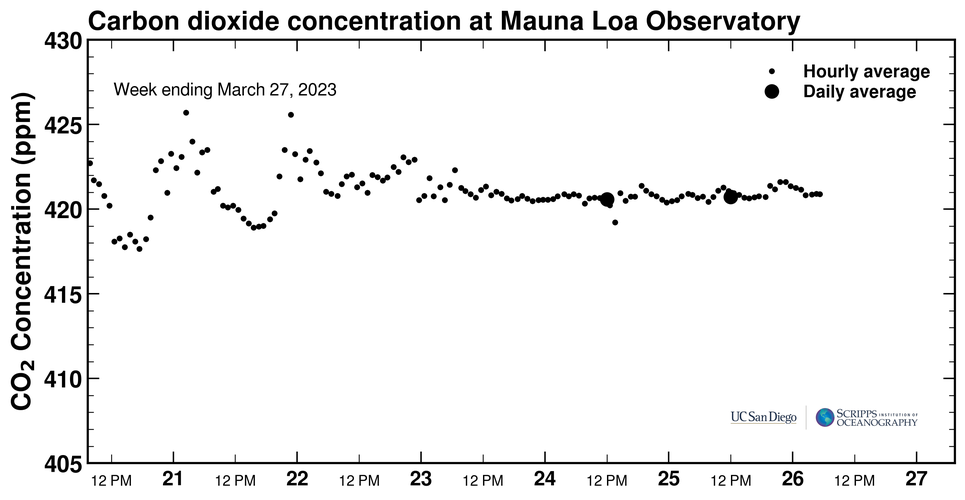 Carbon dioxide concentration at Mauna Loa Observatory
430
Week ending March 27, 2023
Hourly average
Daily average
425
420
415
410
405
CO2 Concentration (ppm)
UC San Diego
SCRIPPS INSTITUTION OF
OCEANOGRAPHY
12 PM 21 12 PM 22 12 PM 23 12 PM 24 12 PM 25 12 PM 26 12 PM 27